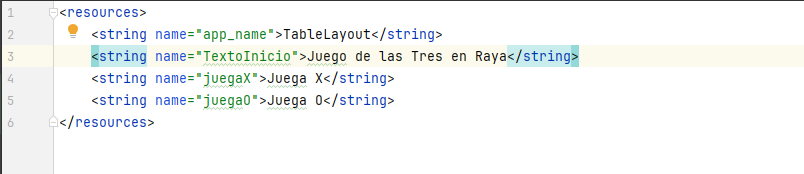 1 <resources>
2 <string name="app_name">TableLayout</string>
3 <string name="TextoInicio">Juego de las Tres en Raya</string>
4 <string name="juegaX">Juega X</string>
5 <string name="juegaO">Juega O</string>
6 </resources>